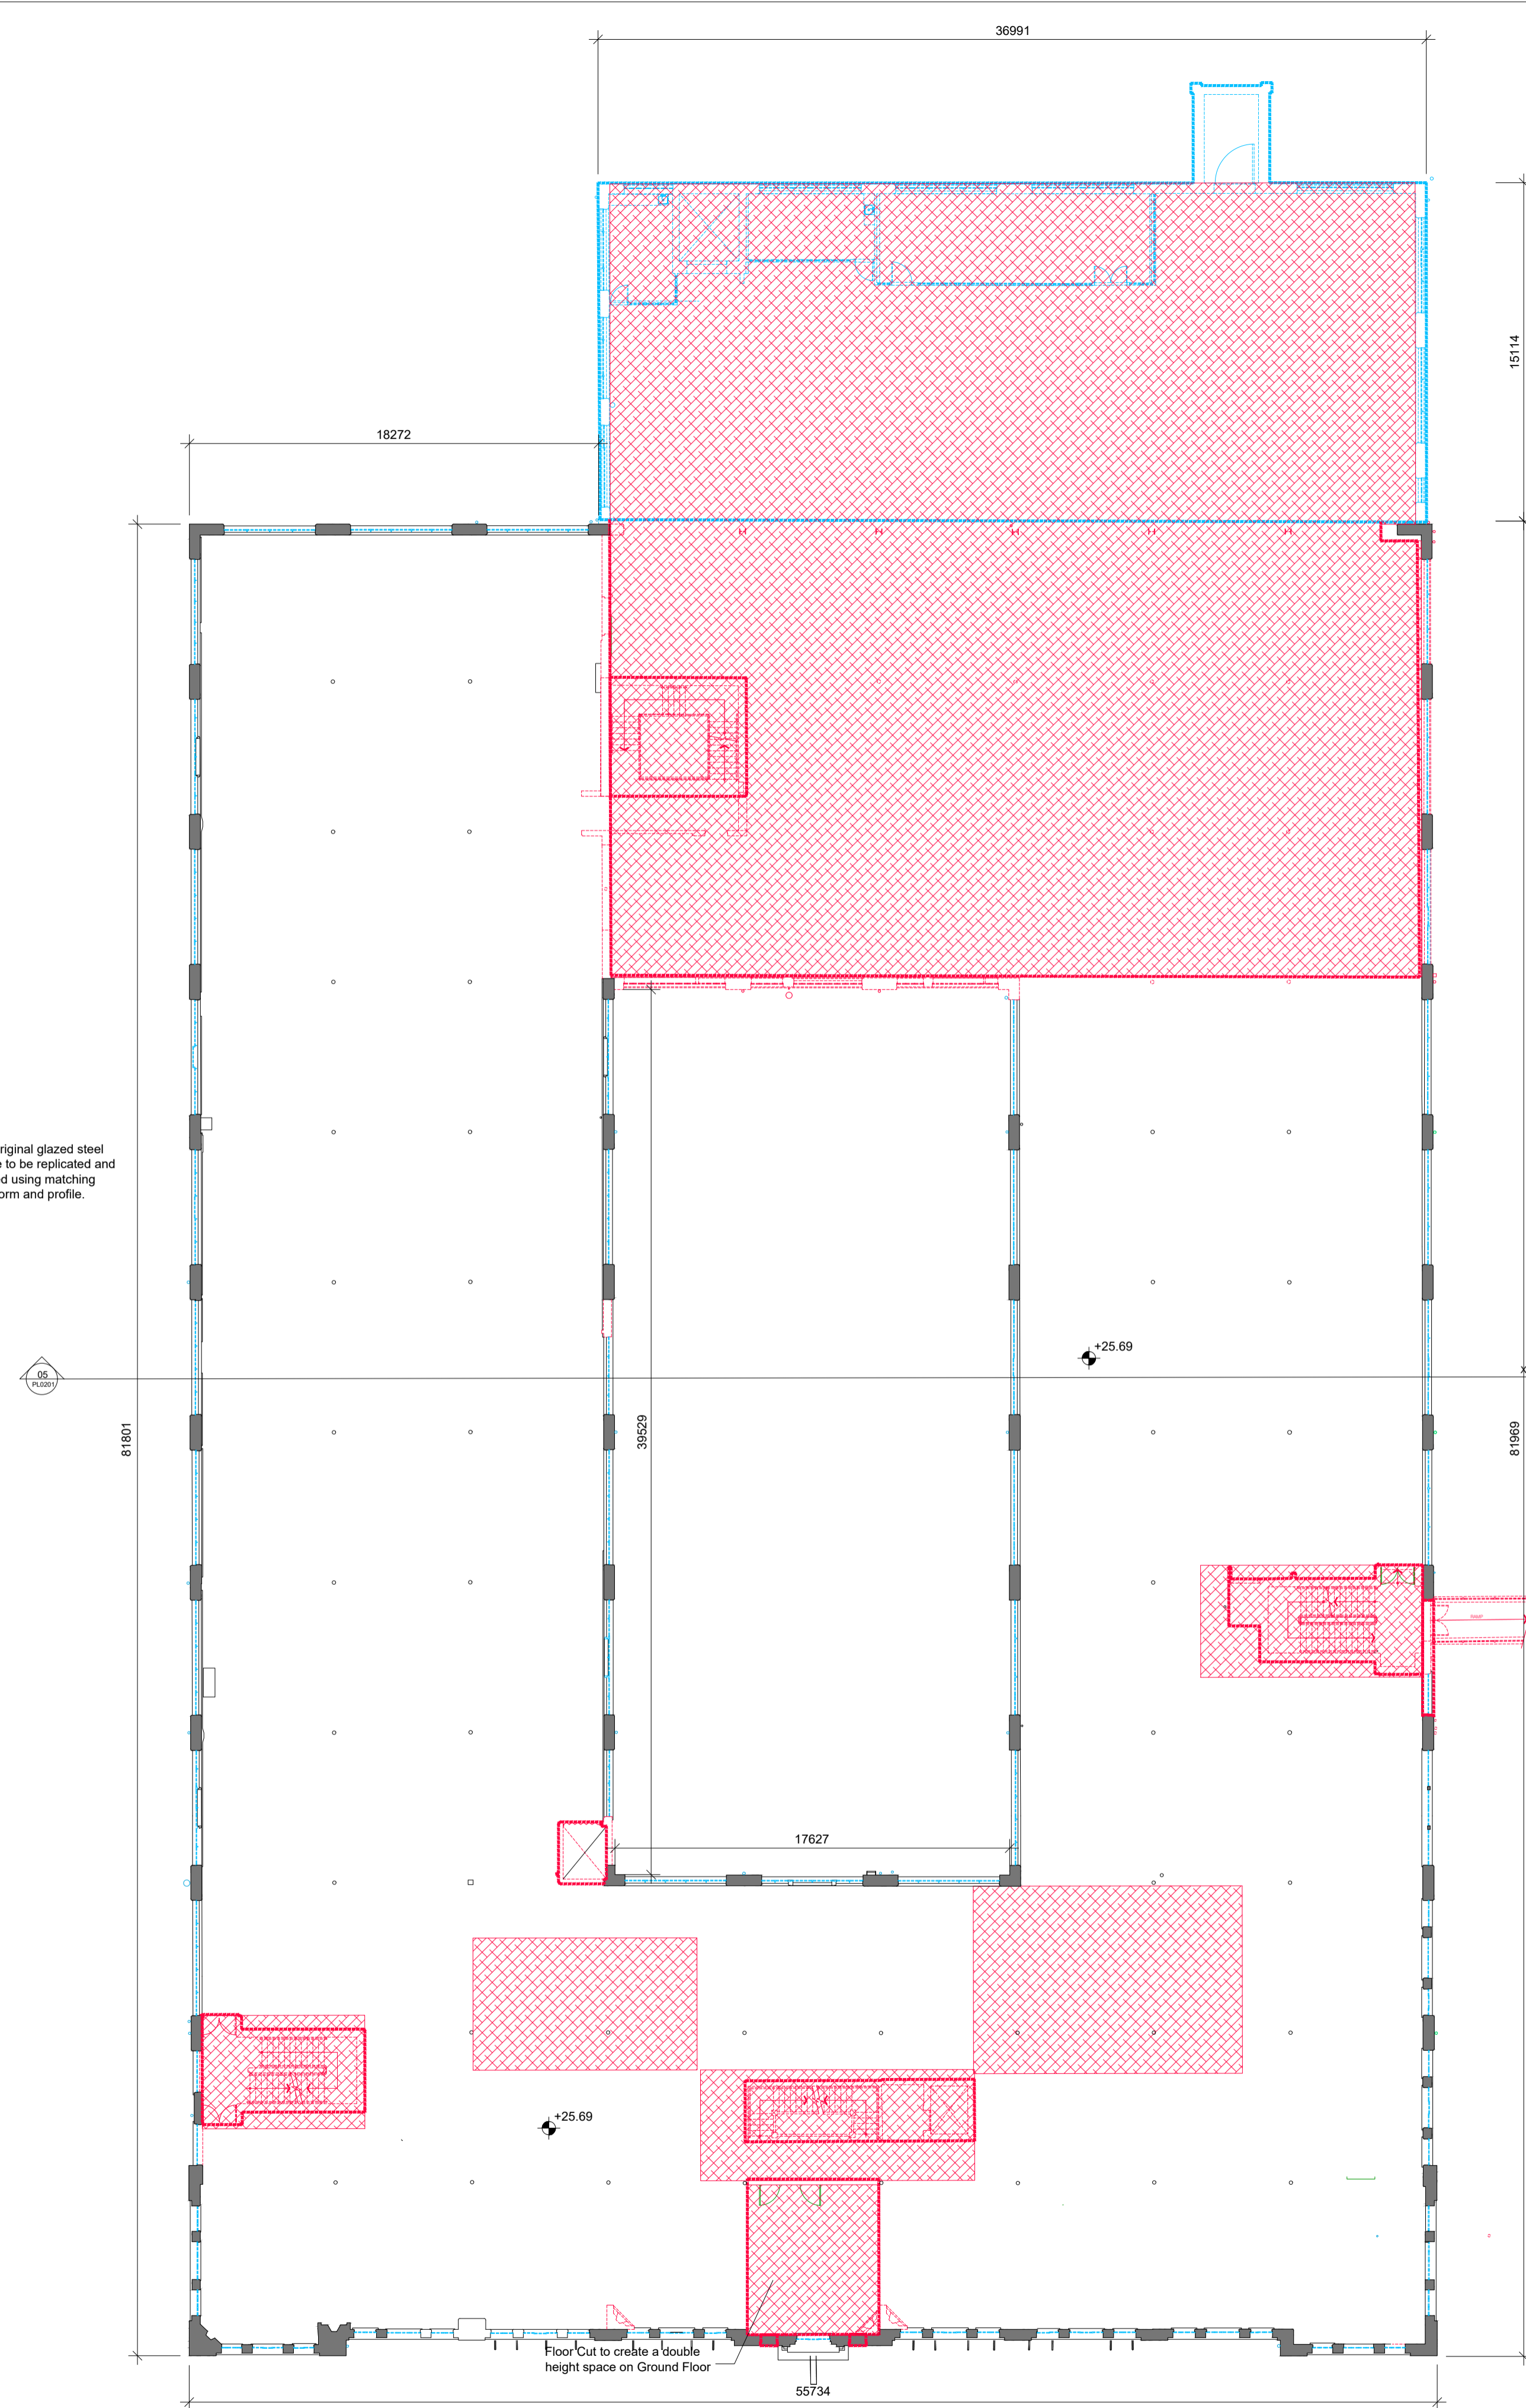 36991
15114
18272
riginal glazed steel
e to be replicated and
d using matching
orm and profile.
+25.69
05
PL0201
X
81801
39529
81969
17627
+25.69
Floor Cut to create a double
height space on Ground Floor
55734